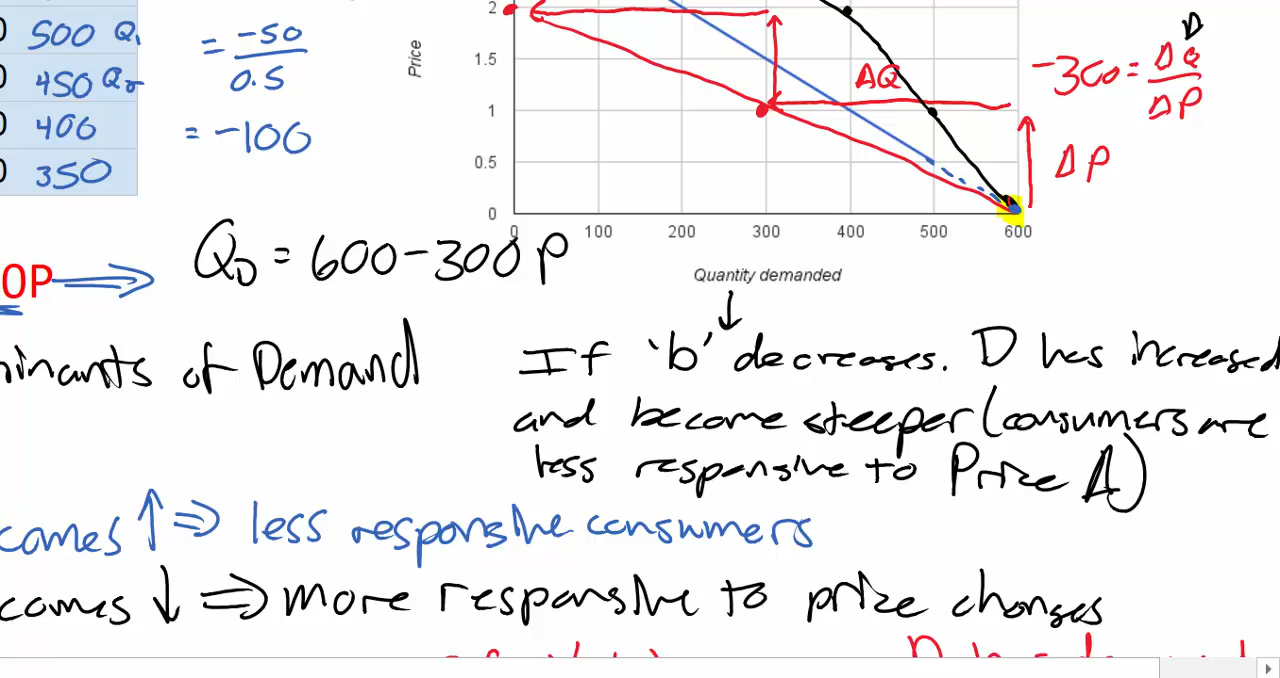 500 Q1
450 Q2
400
350
= -50
0.5
= -100
Price
2
1.5
1
0.5
0
0 100 200 300 400 500 600
Quantity demanded
ΔQ
ΔP
D
-300 = ΔQ
ΔP
0P ⇒ QD = 600 - 300P
minants of Demand
↓
If 'b' decreases. D has increased
and become steeper (consumers are
less responsive to Price Δ)
comes ↑ ⇒ less responsive consumers
comes ↓ ⇒ more responsive to price changes